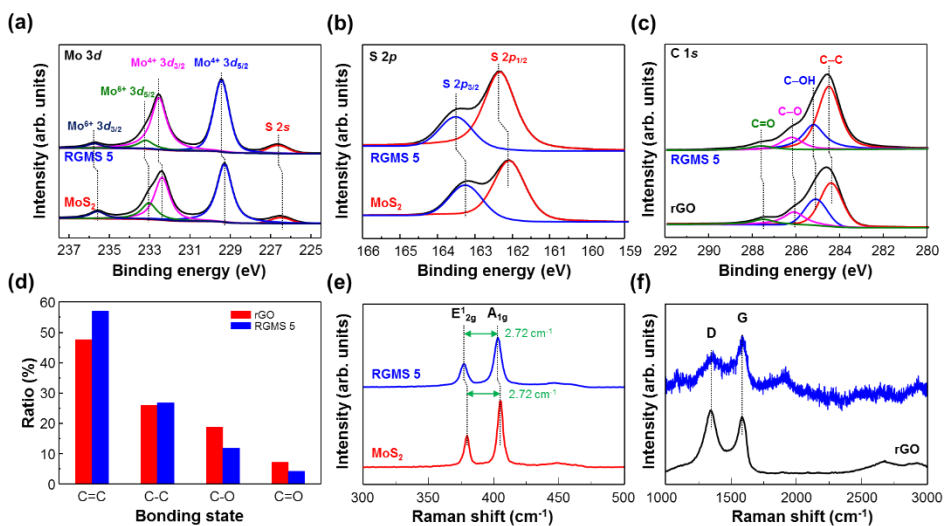 (a)
Mo 3d
Mo⁴⁺ 3d₃/₂
Mo⁴⁺ 3d₅/₂
Mo⁶⁺ 3d₅/₂
Mo⁶⁺ 3d₃/₂
S 2s
RGMS 5
MoS₂
Intensity (arb. units)
237 235 233 231 229 227 225
Binding energy (eV)
(b)
S 2p
S 2p₁/₂
S 2p₃/₂
RGMS 5
MoS₂
Intensity (arb. units)
166 165 164 163 162 161 160 159
Binding energy (eV)
(c)
C 1s
C–C
C–OH
C–O
C=O
RGMS 5
rGO
Intensity (arb. units)
292 290 288 286 284 282 280
Binding energy (eV)
(d)
rGO
RGMS 5
Ratio (%)
60
50
40
30
20
10
0
C=C C-C C-O C=O
Bonding state
(e)
E¹₂g A₁g
2.72 cm⁻¹
RGMS 5
2.72 cm⁻¹
MoS₂
Intensity (arb. units)
300 350 400 450 500
Raman shift (cm⁻¹)
(f)
G
D
RGMS 5
rGO
Intensity (arb. units)
1000 1500 2000 2500 3000
Raman shift (cm⁻¹)